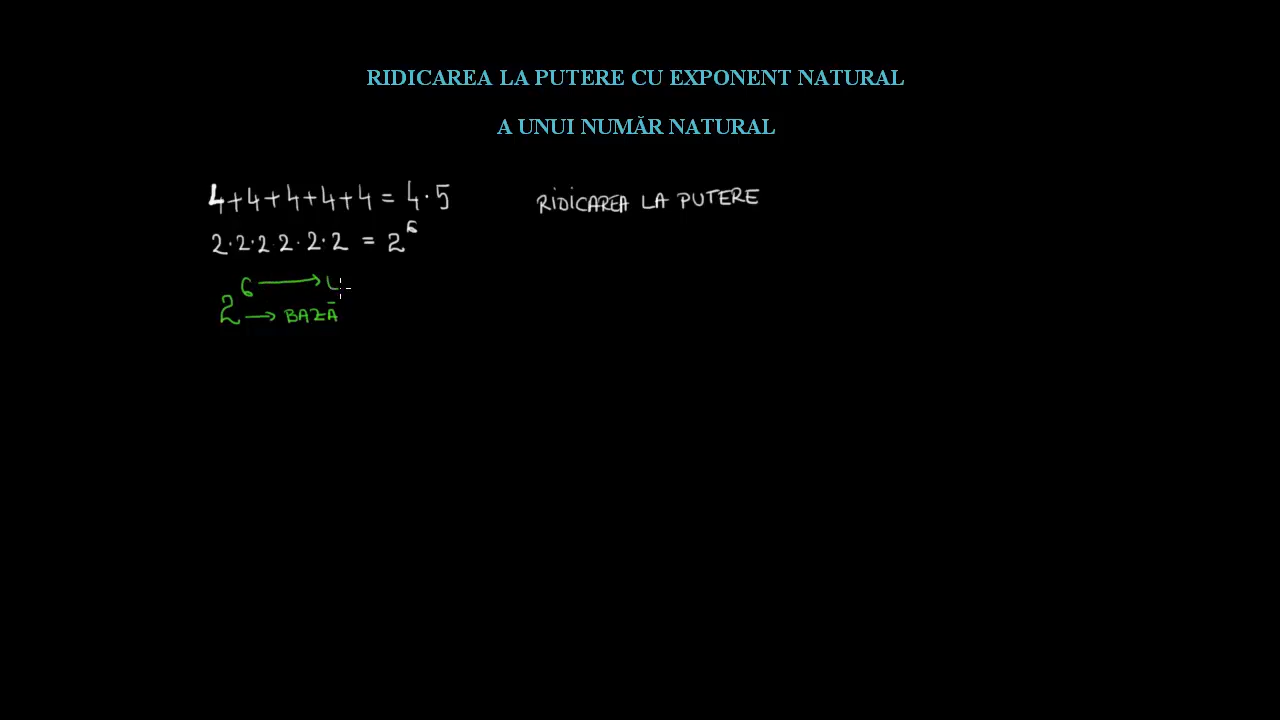 RIDICAREA LA PUTERE CU EXPONENT NATURAL
A UNUI NUMĂR NATURAL
4+4+4+4+4 = 4·5
RIDICAREA LA PUTERE
2·2·2 2·2·2 = 2⁶
2⁶ → → BAZĂ